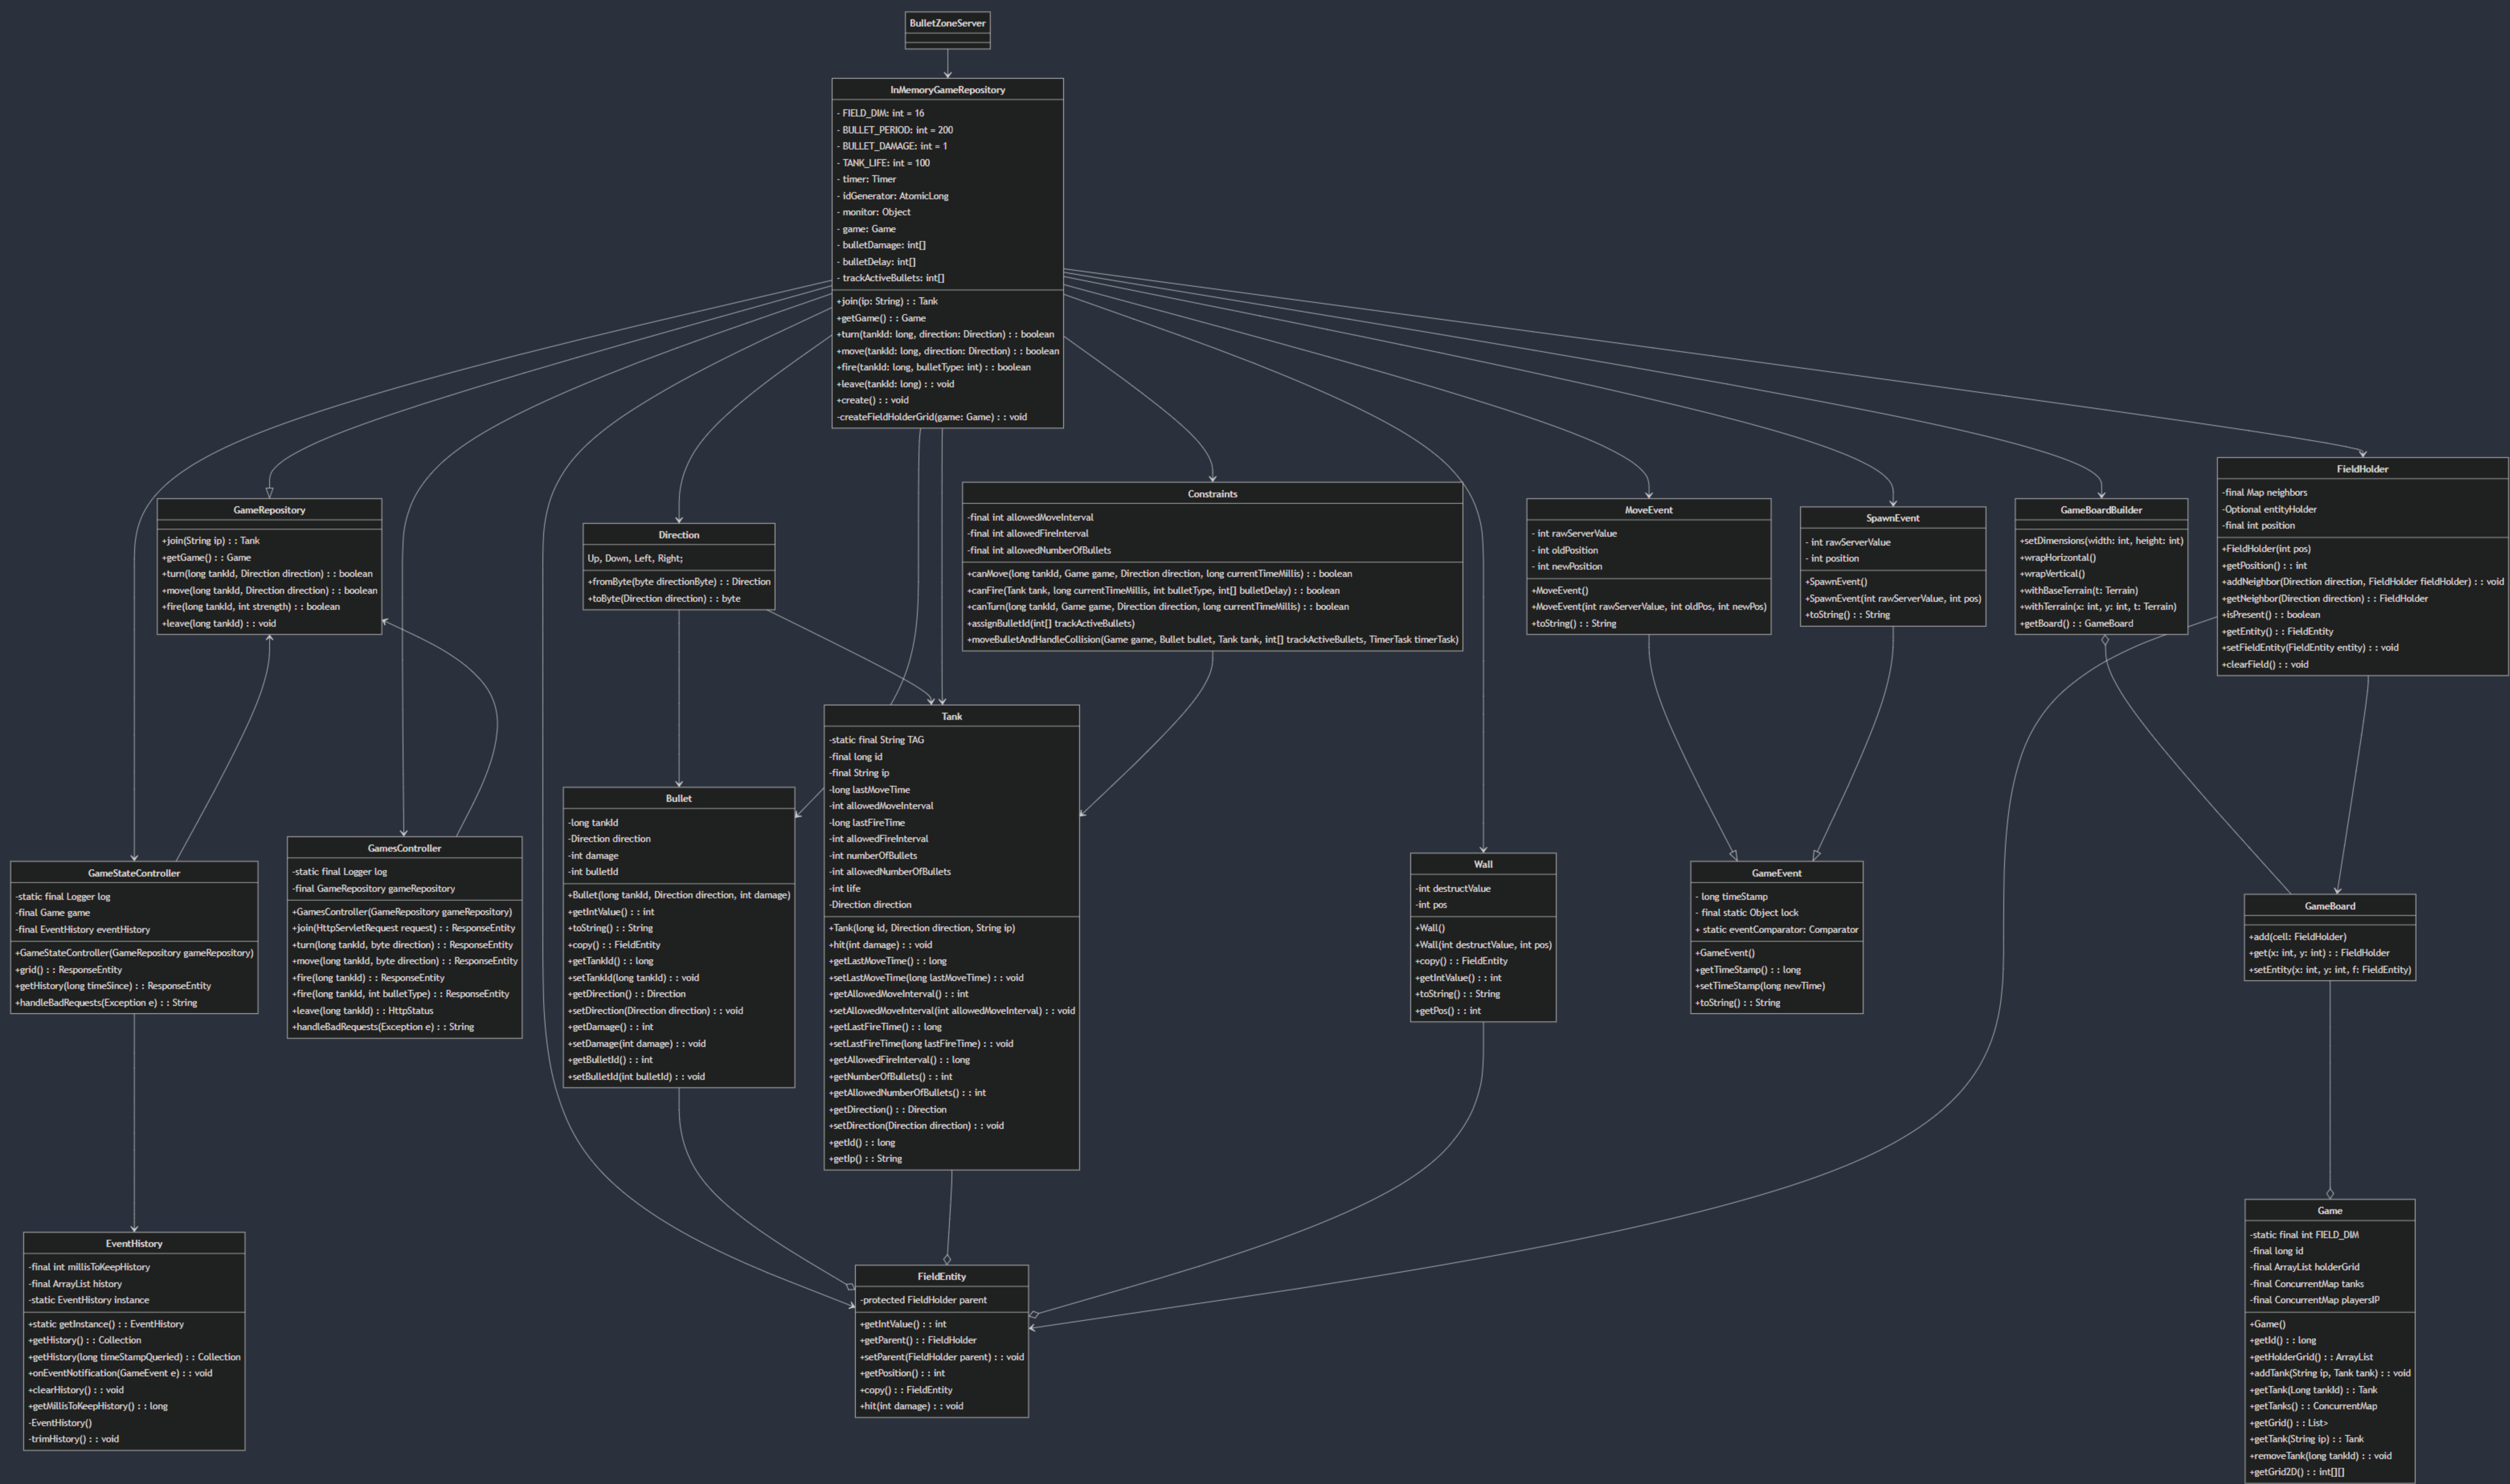 BulletZoneServer
InMemoryGameRepository
- FIELD_DIM: int = 16
- BULLET_PERIOD: int = 200
- BULLET_DAMAGE: int = 1
- TANK_LIFE: int = 100
- timer: Timer
- idGenerator: AtomicLong
- monitor: Object
- game: Game
- bulletDamage: int[]
- bulletDelay: int[]
- trackActiveBullets: int[]
+join(ip: String) : : Tank
+getGame() : : Game
+turn(tankId: long, direction: Direction) : : boolean
+move(tankId: long, direction: Direction) : : boolean
+fire(tankId: long, bulletType: int) : : boolean
+leave(tankId: long) : : void
+create() : : void
-createFieldHolderGrid(game: Game) : : void
GameRepository
+join(String ip) : : Tank
+getGame() : : Game
+turn(long tankId, Direction direction) : : boolean
+move(long tankId, Direction direction) : : boolean
+fire(long tankId, int strength) : : boolean
+leave(long tankId) : : void
Direction
Up, Down, Left, Right;
+fromByte(byte directionByte) : : Direction
+toByte(Direction direction) : : byte
Constraints
-final int allowedMoveInterval
-final int allowedFireInterval
-final int allowedNumberOfBullets
+canMove(long tankId, Game game, Direction direction, long currentTimeMillis) : : boolean
+canFire(Tank tank, long currentTimeMillis, int bulletType, int[] bulletDelay) : : boolean
+canTurn(long tankId, Game game, Direction direction, long currentTimeMillis) : : boolean
+assignBulletId(int[] trackActiveBullets)
+moveBulletAndHandleCollision(Game game, Bullet bullet, Tank tank, int[] trackActiveBullets, TimerTask timerTask)
MoveEvent
- int rawServerValue
- int oldPosition
- int newPosition
+MoveEvent()
+MoveEvent(int rawServerValue, int oldPos, int newPos)
+toString() : : String
SpawnEvent
- int rawServerValue
- int position
+SpawnEvent()
+SpawnEvent(int rawServerValue, int pos)
+toString() : : String
GameBoardBuilder
+setDimensions(width: int, height: int)
+wrapHorizontal()
+wrapVertical()
+withBaseTerrain(t: Terrain)
+withTerrain(x: int, y: int, t: Terrain)
+getBoard() : : GameBoard
FieldHolder
-final Map neighbors
-Optional entityHolder
-final int position
+FieldHolder(int pos)
+getPosition() : : int
+addNeighbor(Direction direction, FieldHolder fieldHolder) : : void
+getNeighbor(Direction direction) : : FieldHolder
+isPresent() : : boolean
+getEntity() : : FieldEntity
+setFieldEntity(FieldEntity entity) : : void
+clearField() : : void
GameStateController
-static final Logger log
-final Game game
-final EventHistory eventHistory
+GameStateController(GameRepository gameRepository)
+grid() : : ResponseEntity
+getHistory(long timeSince) : : ResponseEntity
+handleBadRequests(Exception e) : : String
GamesController
-static final Logger log
-final GameRepository gameRepository
+GamesController(GameRepository gameRepository)
+join(HttpServletRequest request) : : ResponseEntity
+turn(long tankId, byte direction) : : ResponseEntity
+move(long tankId, byte direction) : : ResponseEntity
+fire(long tankId) : : ResponseEntity
+fire(long tankId, int bulletType) : : ResponseEntity
+leave(long tankId) : : HttpStatus
+handleBadRequests(Exception e) : : String
Bullet
-long tankId
-Direction direction
-int damage
-int bulletId
+Bullet(long tankId, Direction direction, int damage)
+getIntValue() : : int
+toString() : : String
+copy() : : FieldEntity
+getTankId() : : long
+setTankId(long tankId) : : void
+getDirection() : : Direction
+setDirection(Direction direction) : : void
+getDamage() : : int
+setDamage(int damage) : : void
+getBulletId() : : int
+setBulletId(int bulletId) : : void
Tank
-static final String TAG
-final long id
-final String ip
-long lastMoveTime
-int allowedMoveInterval
-long lastFireTime
-int allowedFireInterval
-int numberOfBullets
-int allowedNumberOfBullets
-int life
-Direction direction
+Tank(long id, Direction direction, String ip)
+hit(int damage) : : void
+getLastMoveTime() : : long
+setLastMoveTime(long lastMoveTime) : : void
+getAllowedMoveInterval() : : int
+setAllowedMoveInterval(int allowedMoveInterval) : : void
+getLastFireTime() : : long
+setLastFireTime(long lastFireTime) : : void
+getAllowedFireInterval() : : long
+getNumberOfBullets() : : int
+getAllowedNumberOfBullets() : : int
+getDirection() : : Direction
+setDirection(Direction direction) : : void
+getId() : : long
+getIp() : : String
Wall
-int destructValue
-int pos
+Wall()
+Wall(int destructValue, int pos)
+copy() : : FieldEntity
+getIntValue() : : int
+toString() : : String
+getPos() : : int
GameEvent
- long timeStamp
- final static Object lock
+ static eventComparator: Comparator
+GameEvent()
+getTimeStamp() : : long
+setTimeStamp(long newTime)
+toString() : : String
GameBoard
+add(cell: FieldHolder)
+get(x: int, y: int) : : FieldHolder
+setEntity(x: int, y: int, f: FieldEntity)
EventHistory
-final int millisToKeepHistory
-final ArrayList history
-static EventHistory instance
+static getInstance() : : EventHistory
+getHistory() : : Collection
+getHistory(long timeStampQueried) : : Collection
+onEventNotification(GameEvent e) : : void
+clearHistory() : : void
+getMillisToKeepHistory() : : long
-EventHistory()
-trimHistory() : : void
FieldEntity
-protected FieldHolder parent
+getIntValue() : : int
+getParent() : : FieldHolder
+setParent(FieldHolder parent) : : void
+getPosition() : : int
+copy() : : FieldEntity
+hit(int damage) : : void
Game
-static final int FIELD_DIM
-final long id
-final ArrayList holderGrid
-final ConcurrentMap tanks
-final ConcurrentMap playersIP
+Game()
+getId() : : long
+getHolderGrid() : : ArrayList
+addTank(String ip, Tank tank) : : void
+getTank(Long tankId) : : Tank
+getTanks() : : ConcurrentMap
+getGrid() : : List>
+getTank(String ip) : : Tank
+removeTank(long tankId) : : void
+getGrid2D() : : int[][]